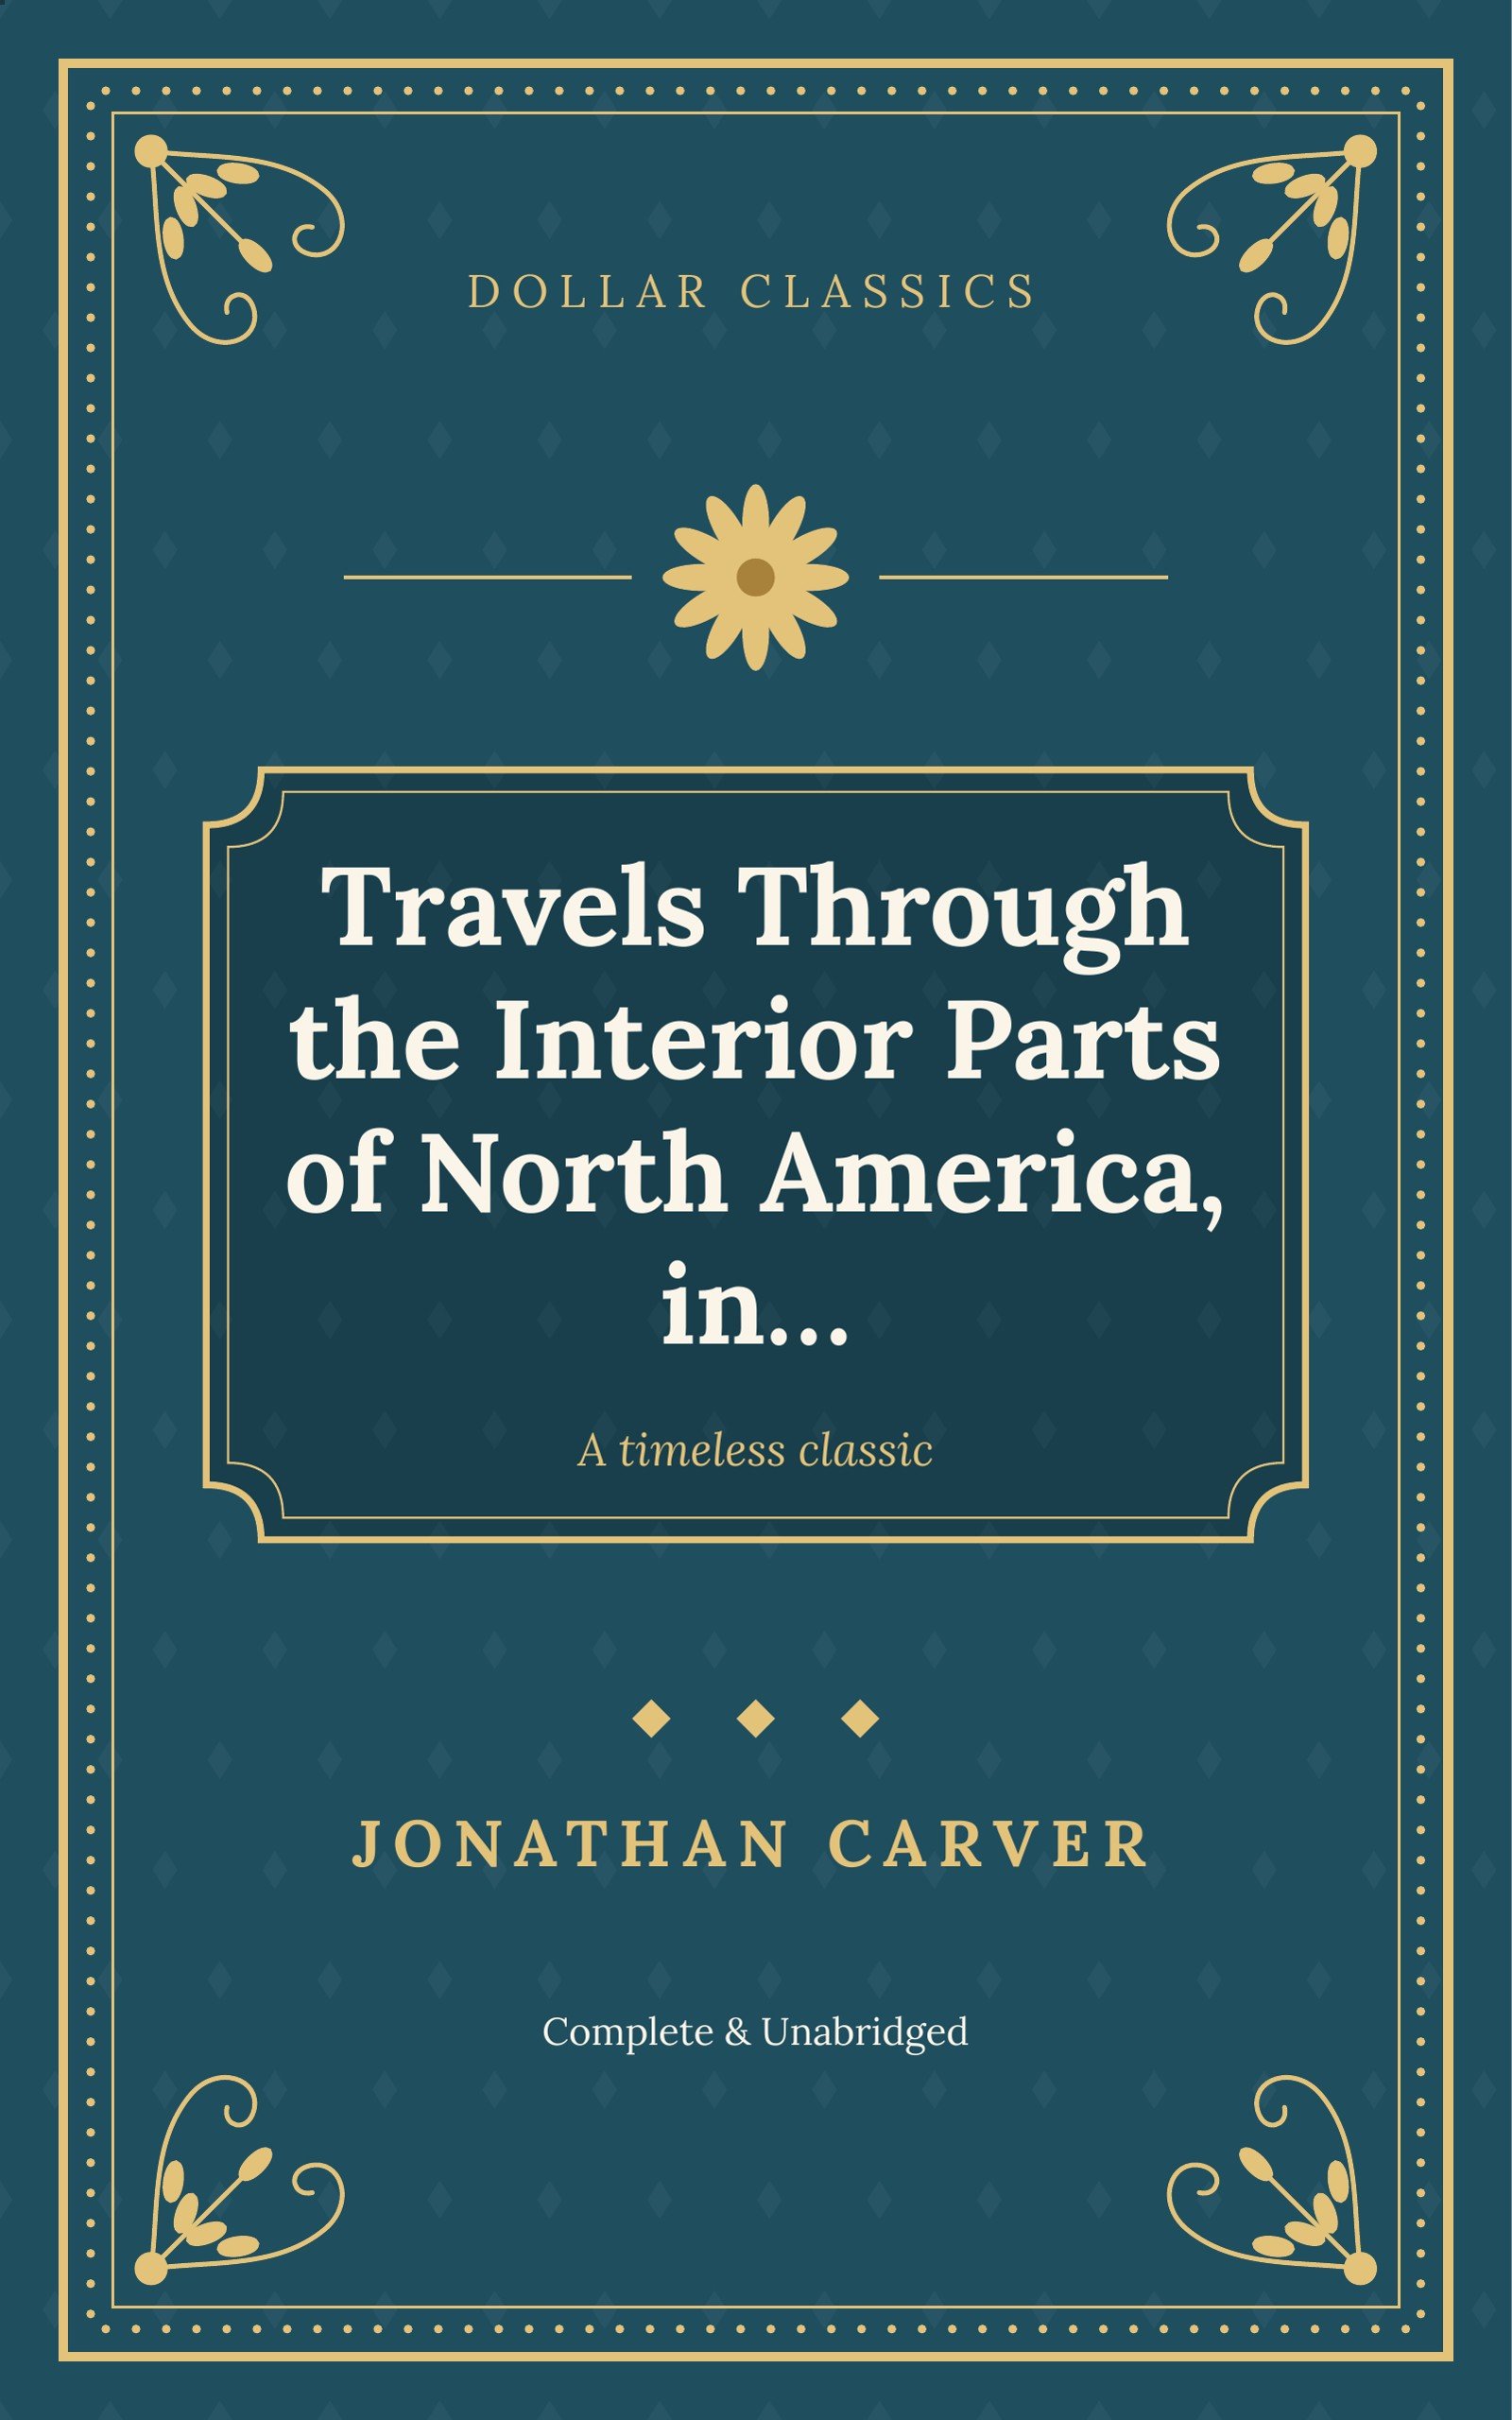 DOLLAR CLASSICS
Travels Through
the Interior Parts
of North America,
in...
A timeless classic
JONATHAN CARVER
Complete & Unabridged